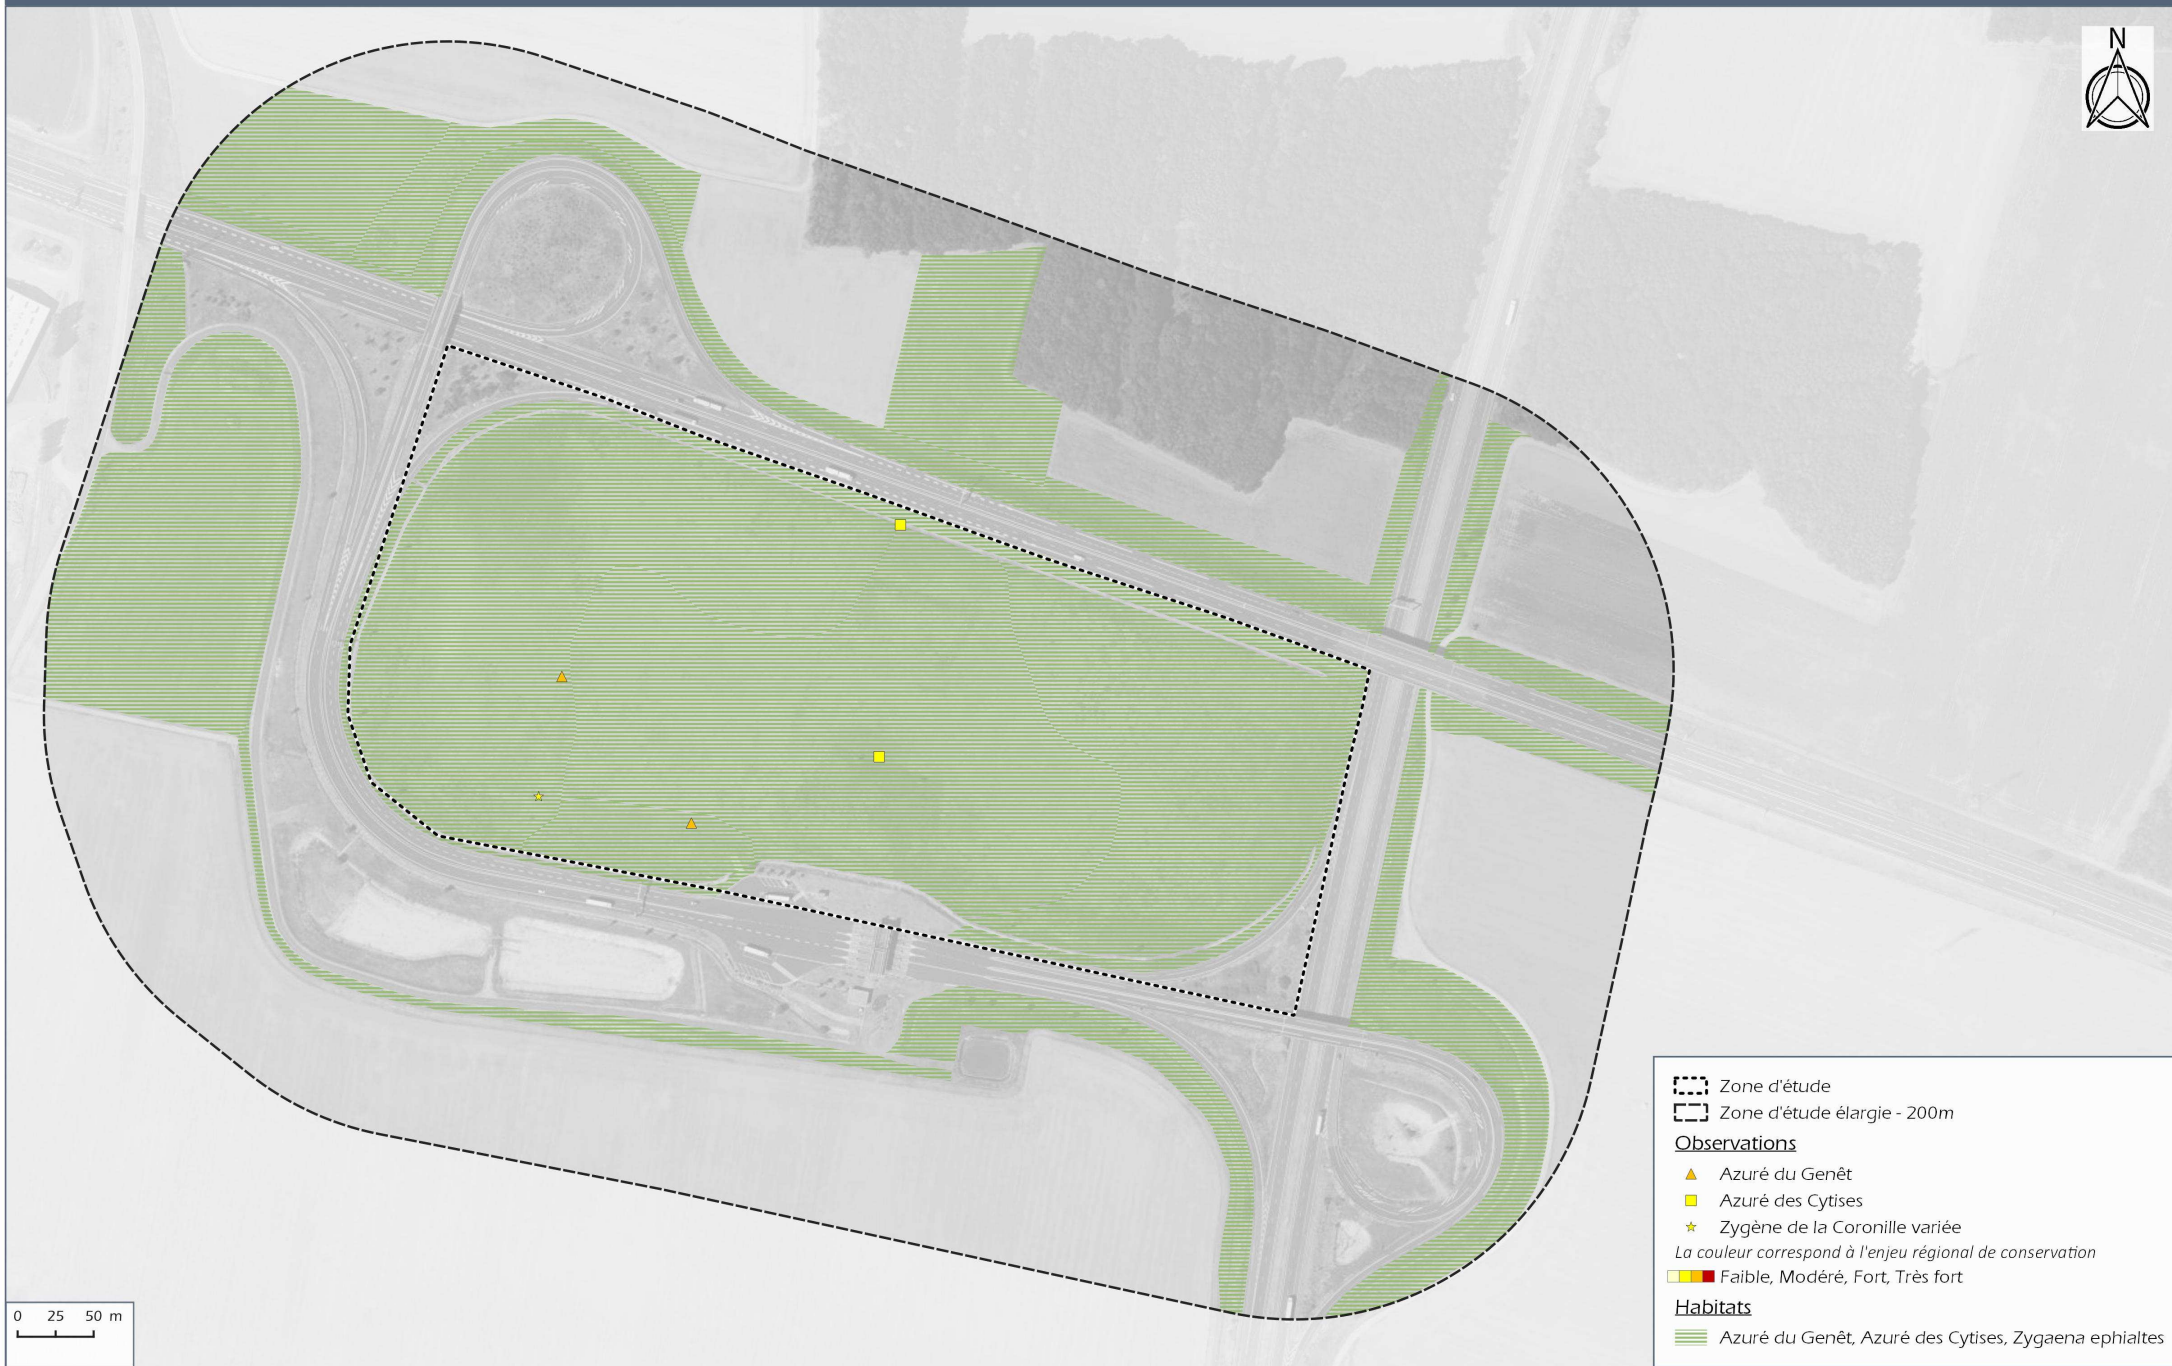 N
Zone d'étude
Zone d'étude élargie - 200m
Observations
Azuré du Genêt
Azuré des Cytises
Zygène de la Coronille variée
La couleur correspond à l'enjeu régional de conservation
Faible, Modéré, Fort, Très fort
Habitats
Azuré du Genêt, Azuré des Cytises, Zygaena ephialtes
0 25 50 m